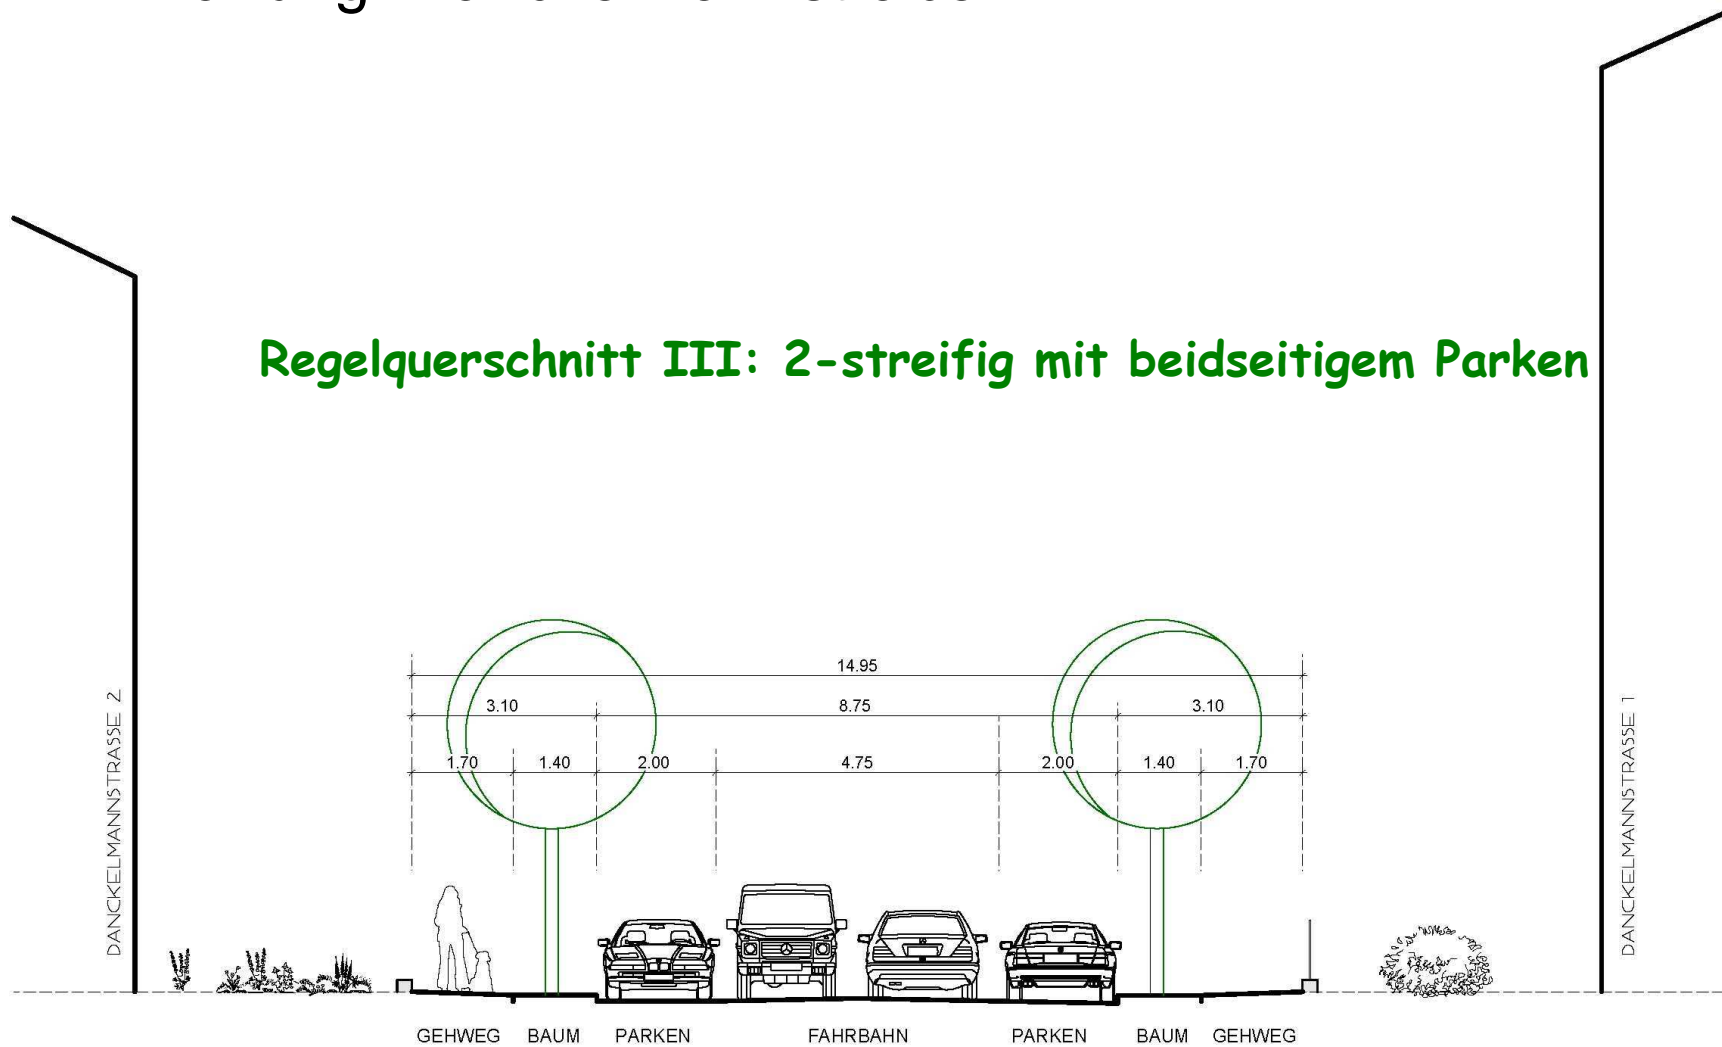 Regelquerschnitt III: 2-streifig mit beidseitigem Parken
14.95
3.10 8.75 3.10
1.70 1.40 2.00 4.75 2.00 1.40 1.70
DANCKELMANNSTRASSE 2
DANCKELMANNSTRASSE 1
GEHWEG BAUM PARKEN FAHRBAHN PARKEN BAUM GEHWEG